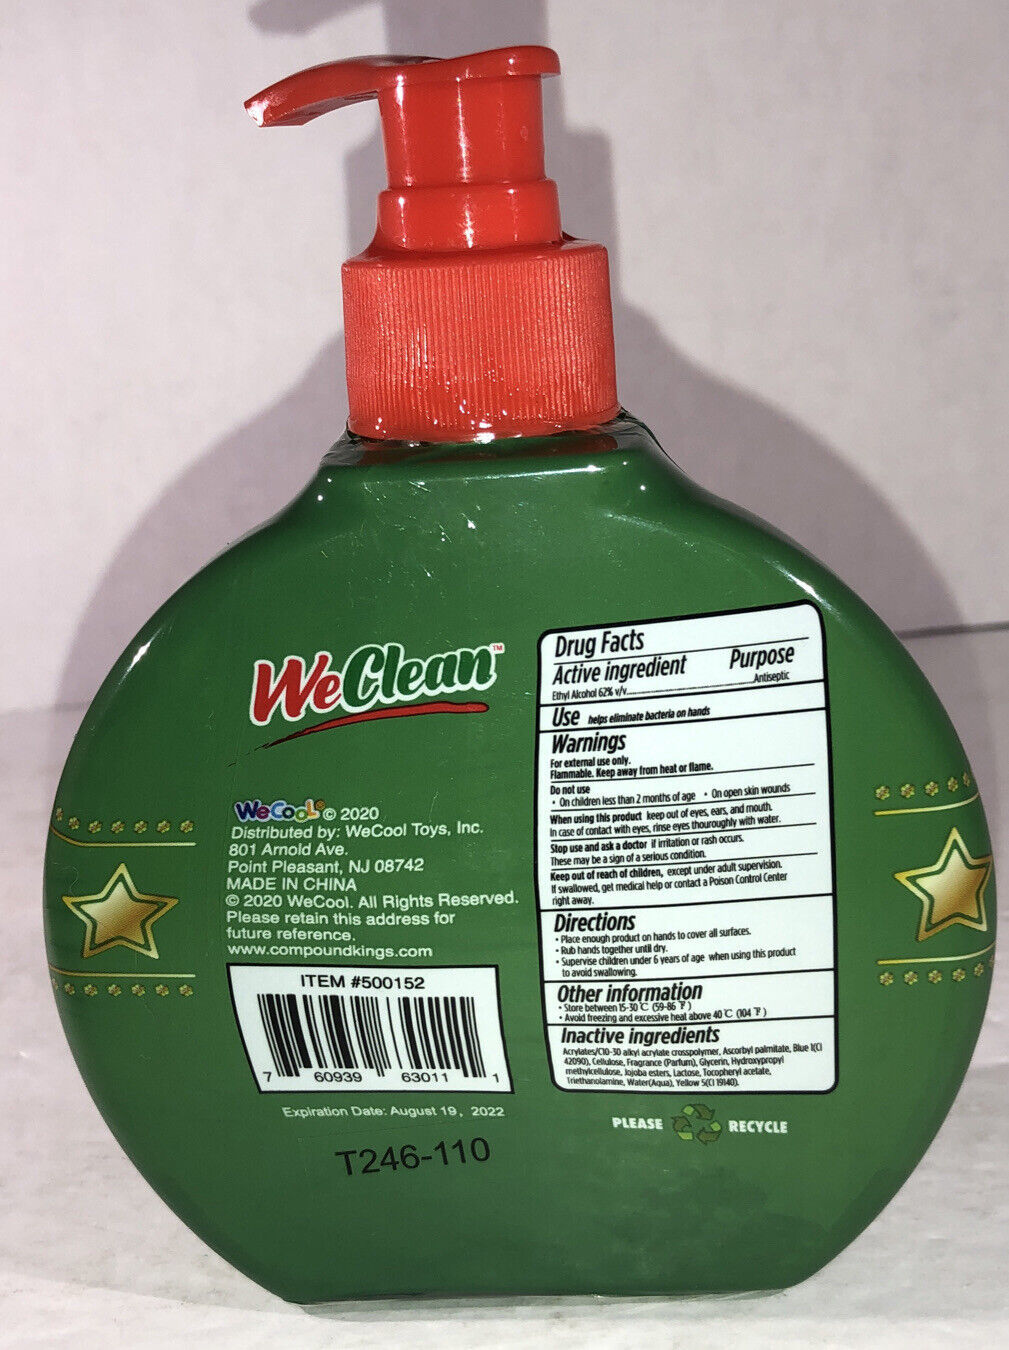 WeClean™
WeCool® © 2020
Distributed by: WeCool Toys, Inc.
801 Arnold Ave.
Point Pleasant, NJ 08742
MADE IN CHINA
© 2020 WeCool. All Rights Reserved.
Please retain this address for
future reference.
www.compoundkings.com
ITEM #500152
7 60939 63011 1
Expiration Date: August 19, 2022
T246-110
Drug Facts
Active ingredient Purpose
Ethyl Alcohol 62% v/v........Antiseptic
Use helps eliminate bacteria on hands
Warnings
For external use only.
Flammable. Keep away from heat or flame.
Do not use
• On children less than 2 months of age • On open skin wounds
When using this product keep out of eyes, ears, and mouth.
In case of contact with eyes, rinse eyes thouroughly with water.
Stop use and ask a doctor if irritation or rash occurs.
These may be a sign of a serious condition.
Keep out of reach of children, except under adult supervision.
If swallowed, get medical help or contact a Poison Control Center
right away.
Directions
• Place enough product on hands to cover all surfaces.
• Rub hands together until dry.
• Supervise children under 6 years of age when using this product
to avoid swallowing.
Other information
• Store between 15-30℃ (59-86℉)
• Avoid freezing and excessive heal above 40℃ (104℉)
Inactive ingredients
Acrylates/C10-30 alkyl acrylate crosspolymer, Ascorbyl palmitate, Blue 1(CI
42090), Cellulose, Fragrance (Parfum), Glycerin, Hydroxypropyl
methylcellulose, Jojoba esters, Lactose, Tocopheryl acetate,
Triethanolamine, Water(Aqua), Yellow 5(CI 19140).
PLEASE RECYCLE